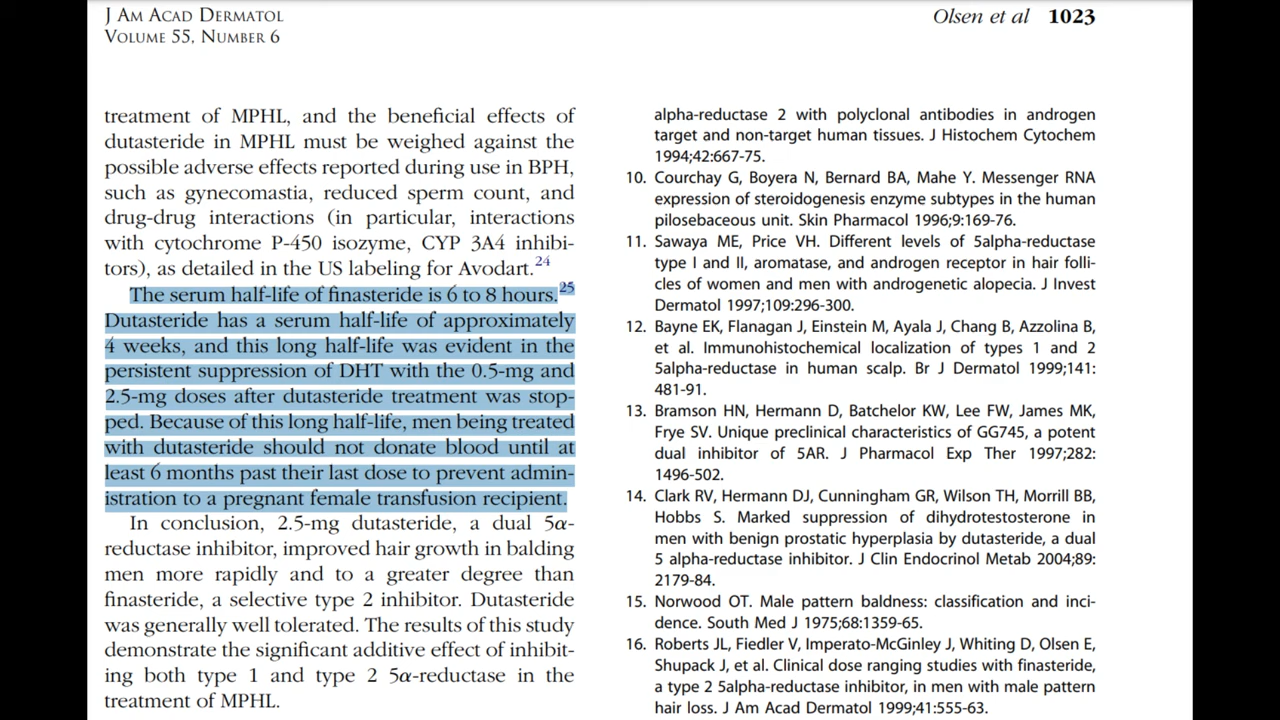 J AM ACAD DERMATOL
VOLUME 55, NUMBER 6
Olsen et al 1023
treatment of MPHL, and the beneficial effects of
dutasteride in MPHL must be weighed against the
possible adverse effects reported during use in BPH,
such as gynecomastia, reduced sperm count, and
drug-drug interactions (in particular, interactions
with cytochrome P-450 isozyme, CYP 3A4 inhibi-
tors), as detailed in the US labeling for Avodart.24
The serum half-life of finasteride is 6 to 8 hours.25
Dutasteride has a serum half-life of approximately
4 weeks, and this long half-life was evident in the
persistent suppression of DHT with the 0.5-mg and
2.5-mg doses after dutasteride treatment was stop-
ped. Because of this long half-life, men being treated
with dutasteride should not donate blood until at
least 6 months past their last dose to prevent admin-
istration to a pregnant female transfusion recipient.
In conclusion, 2.5-mg dutasteride, a dual 5α-
reductase inhibitor, improved hair growth in balding
men more rapidly and to a greater degree than
finasteride, a selective type 2 inhibitor. Dutasteride
was generally well tolerated. The results of this study
demonstrate the significant additive effect of inhibit-
ing both type 1 and type 2 5α-reductase in the
treatment of MPHL.
alpha-reductase 2 with polyclonal antibodies in androgen
target and non-target human tissues. J Histochem Cytochem
1994;42:667-75.
10. Courchay G, Boyera N, Bernard BA, Mahe Y. Messenger RNA
expression of steroidogenesis enzyme subtypes in the human
pilosebaceous unit. Skin Pharmacol 1996;9:169-76.
11. Sawaya ME, Price VH. Different levels of 5alpha-reductase
type I and II, aromatase, and androgen receptor in hair folli-
cles of women and men with androgenetic alopecia. J Invest
Dermatol 1997;109:296-300.
12. Bayne EK, Flanagan J, Einstein M, Ayala J, Chang B, Azzolina B,
et al. Immunohistochemical localization of types 1 and 2
5alpha-reductase in human scalp. Br J Dermatol 1999;141:
481-91.
13. Bramson HN, Hermann D, Batchelor KW, Lee FW, James MK,
Frye SV. Unique preclinical characteristics of GG745, a potent
dual inhibitor of 5AR. J Pharmacol Exp Ther 1997;282:
1496-502.
14. Clark RV, Hermann DJ, Cunningham GR, Wilson TH, Morrill BB,
Hobbs S. Marked suppression of dihydrotestosterone in
men with benign prostatic hyperplasia by dutasteride, a dual
5 alpha-reductase inhibitor. J Clin Endocrinol Metab 2004;89:
2179-84.
15. Norwood OT. Male pattern baldness: classification and inci-
dence. South Med J 1975;68:1359-65.
16. Roberts JL, Fiedler V, Imperato-McGinley J, Whiting D, Olsen E,
Shupack J, et al. Clinical dose ranging studies with finasteride,
a type 2 5alpha-reductase inhibitor, in men with male pattern
hair loss. J Am Acad Dermatol 1999;41:555-63.